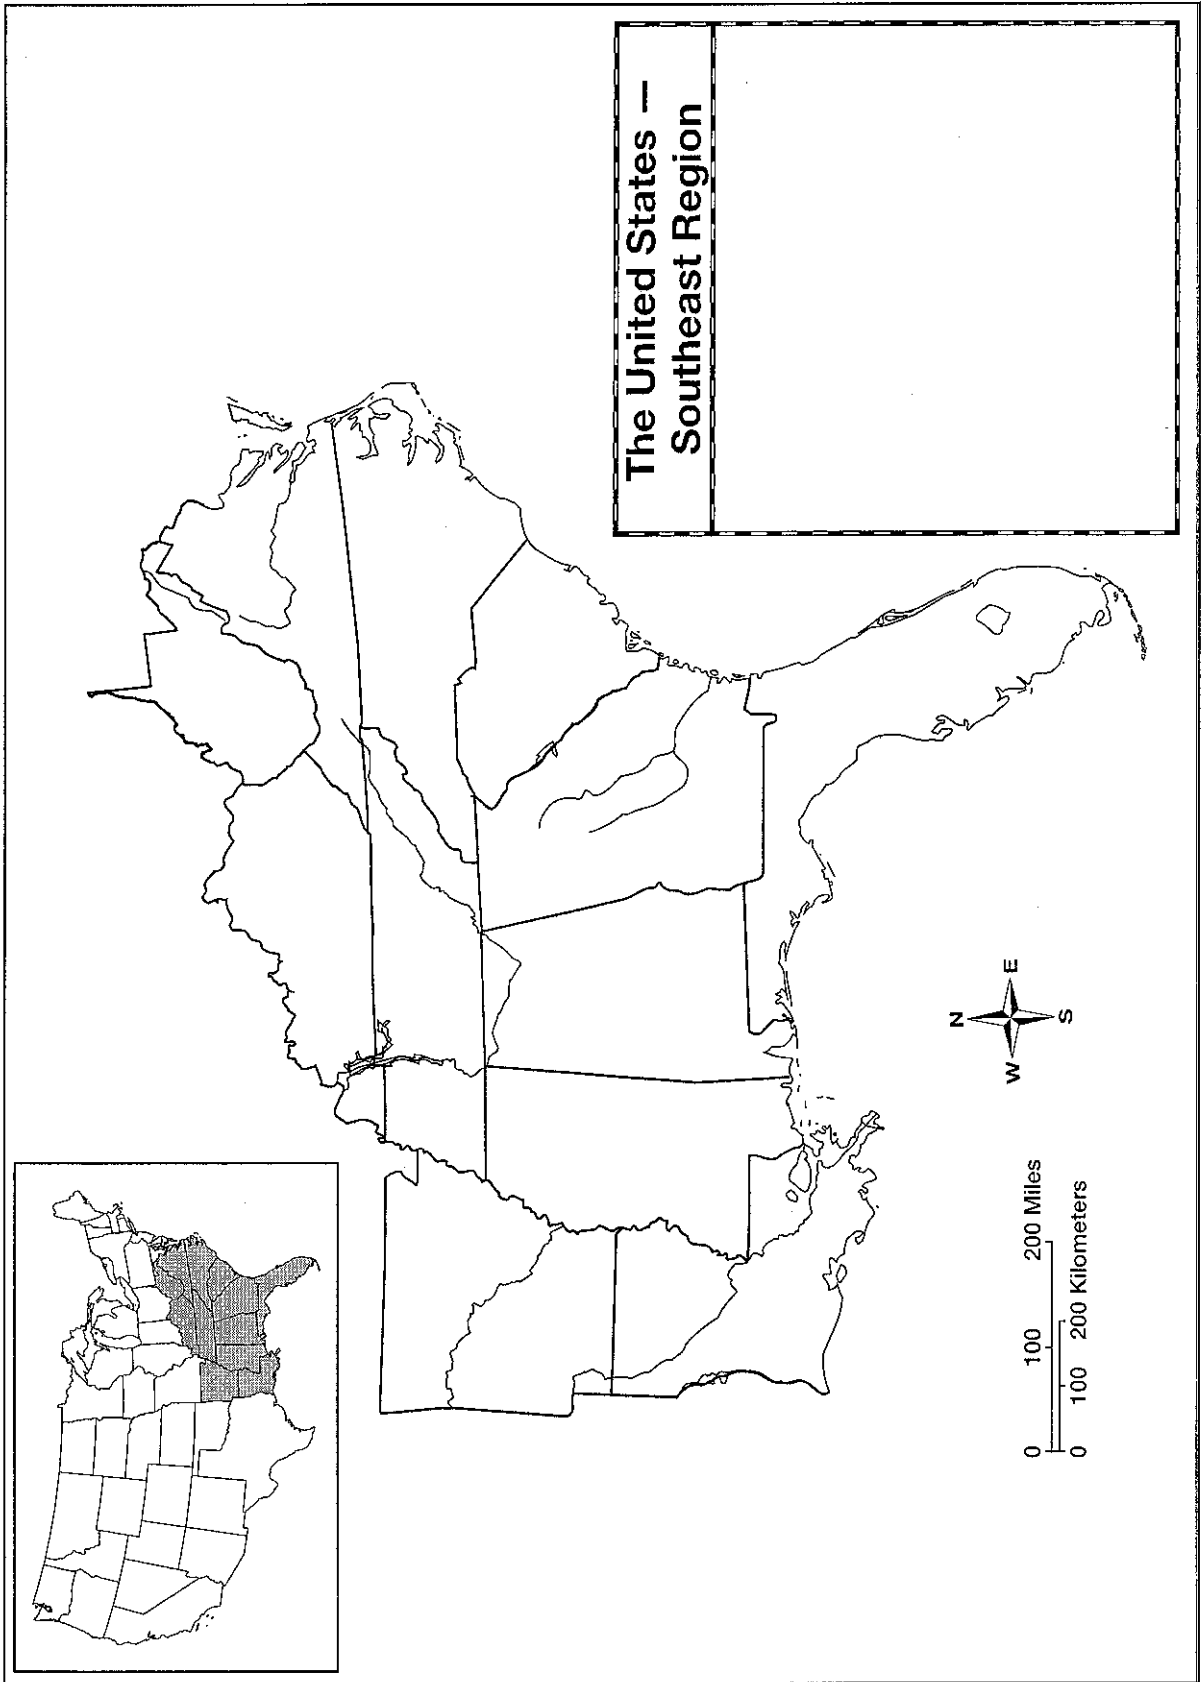 The United States —
Southeast Region
N
W
E
S
0 100 200 Miles
0 100 200 Kilometers